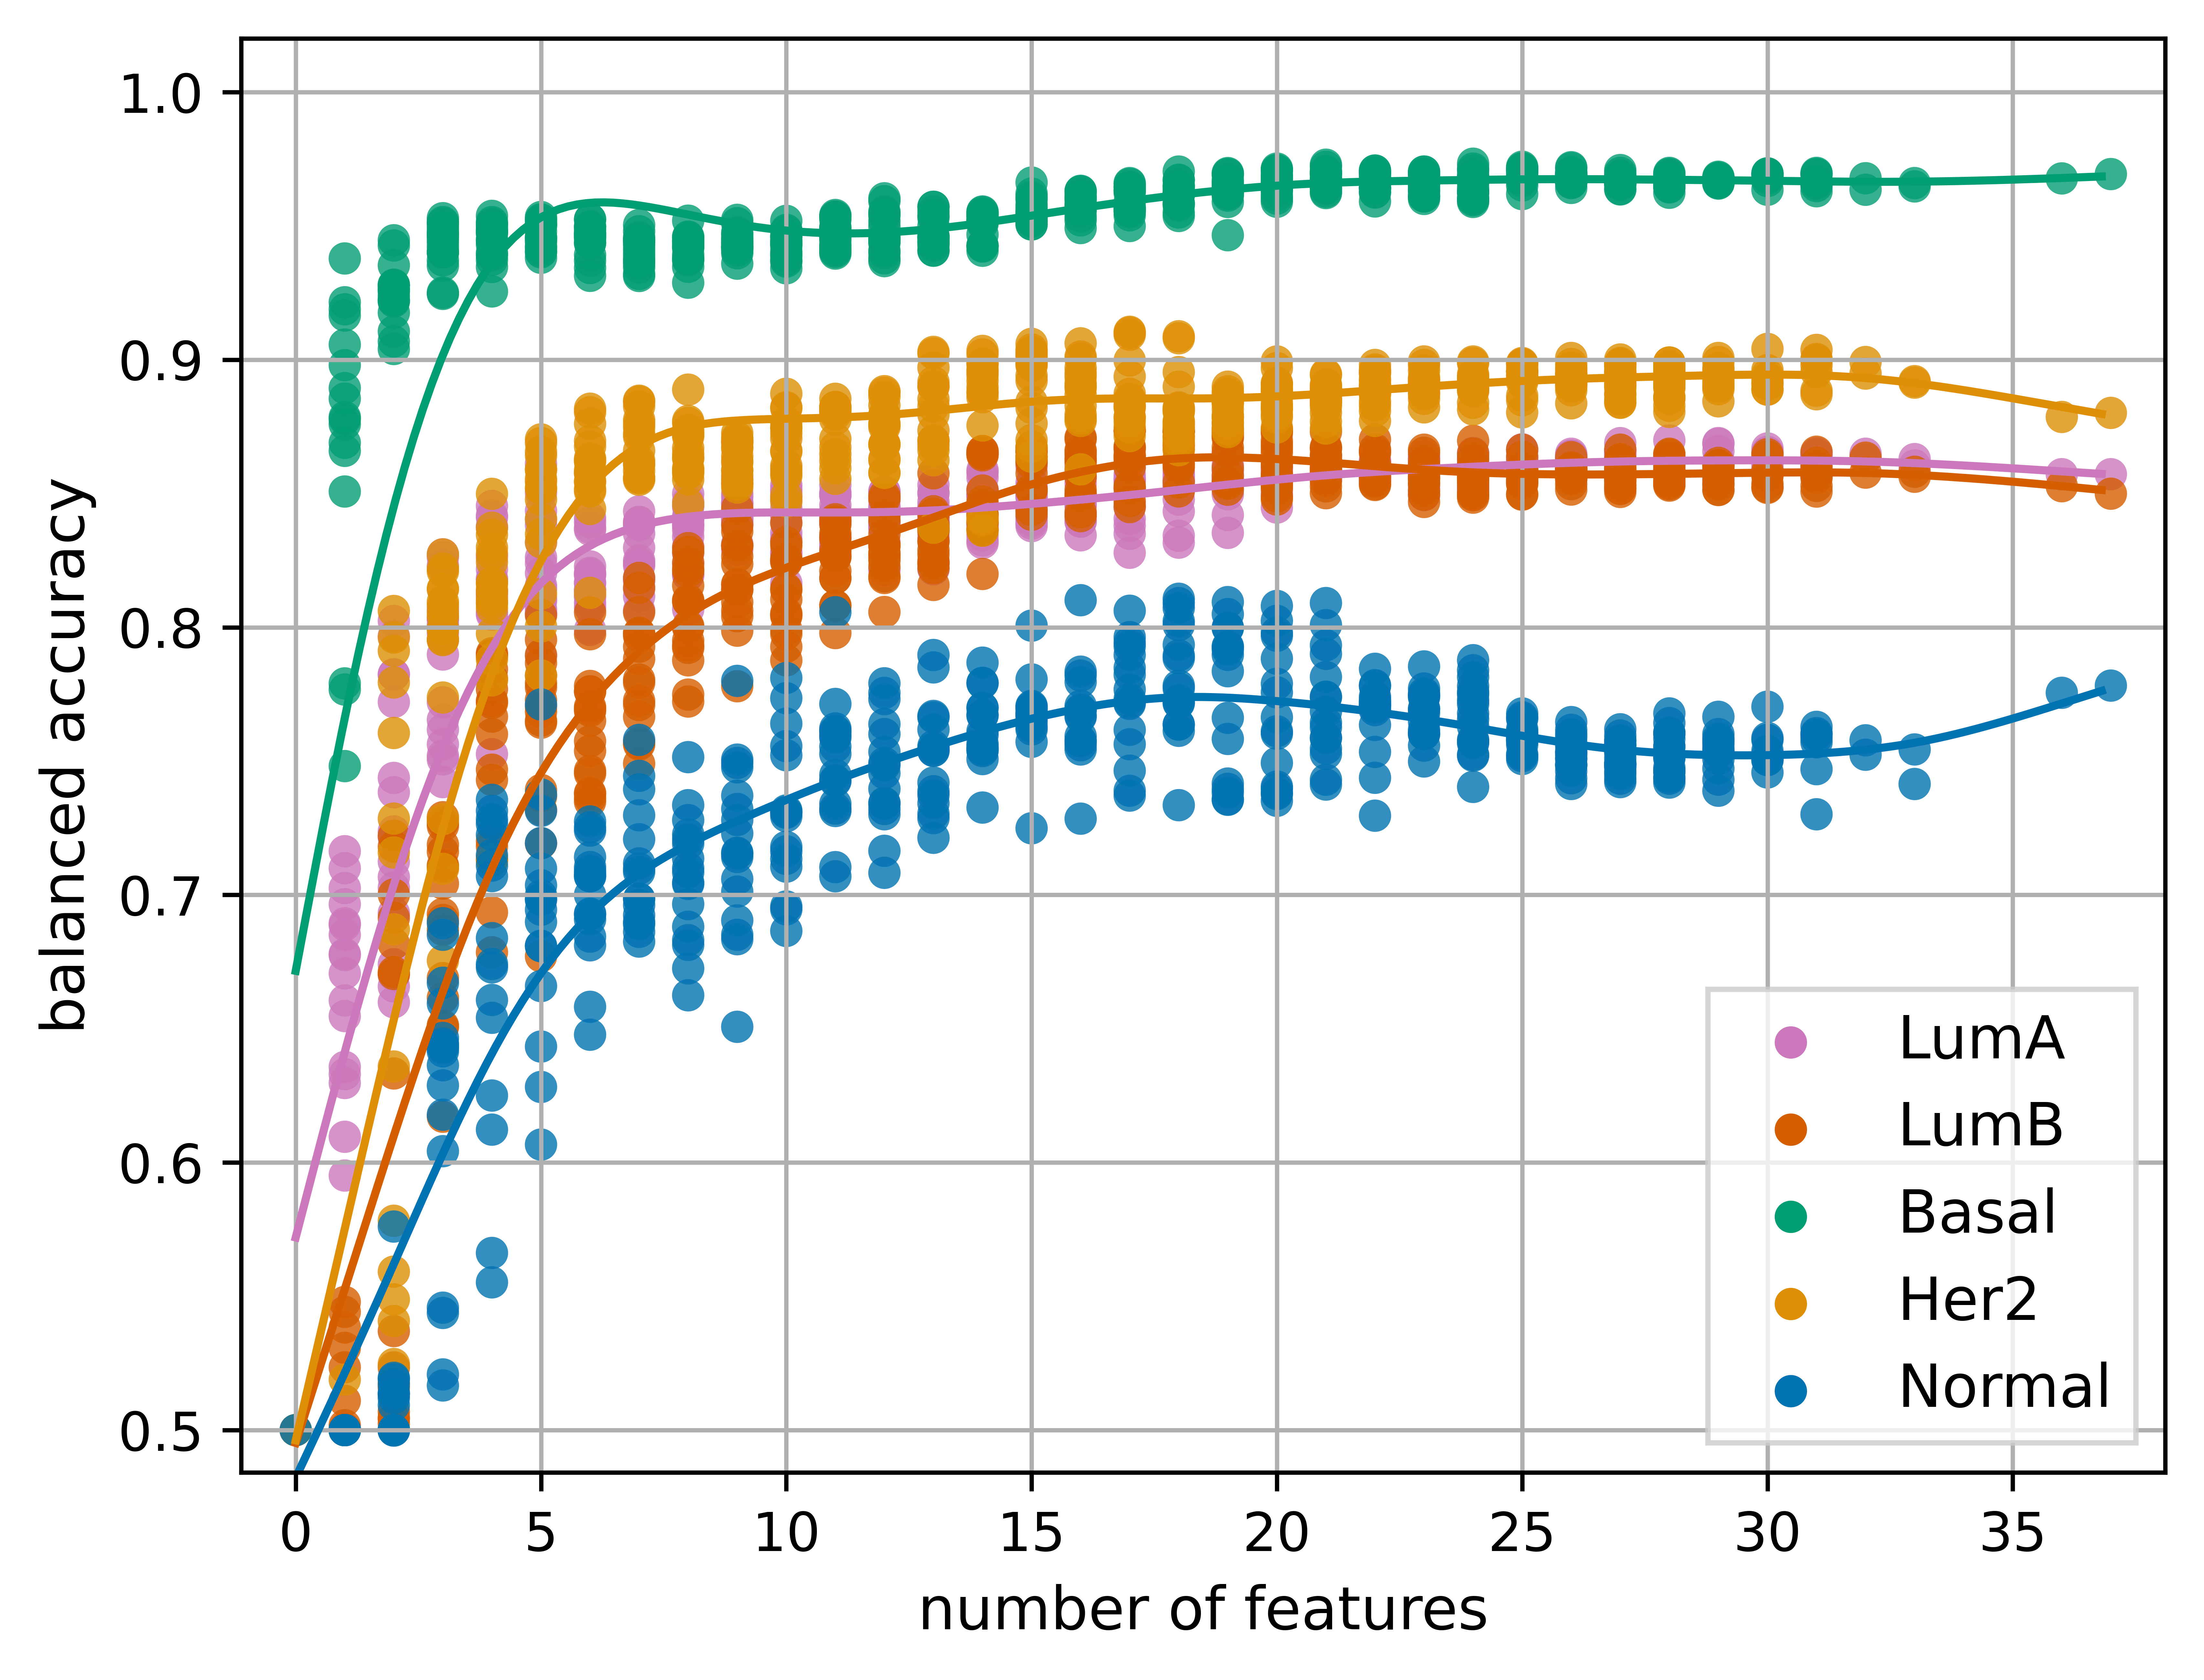 1.0
0.9
0.8
0.7
0.6
0.5
balanced accuracy
0 5 10 15 20 25 30 35
number of features
LumA
LumB
Basal
Her2
Normal